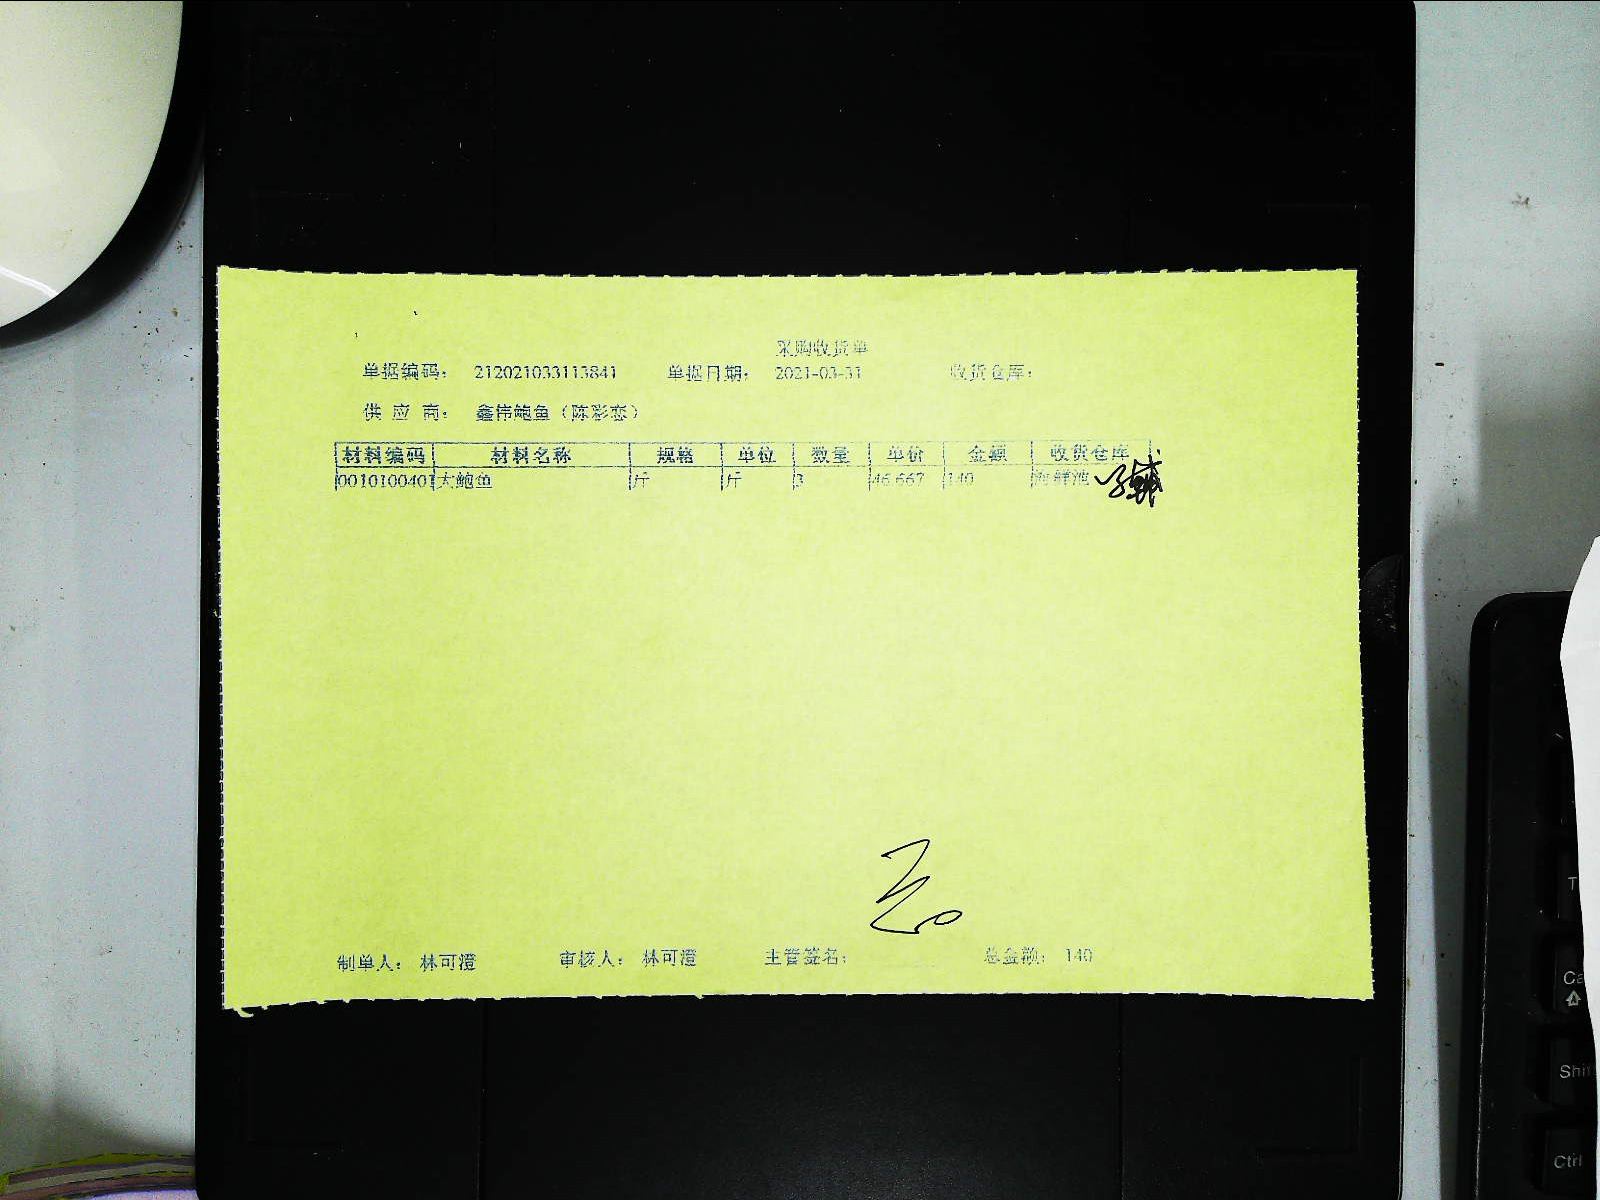 采购收货单
单据编码： 212021033113841 单据日期： 2021-03-31 收货仓库：
供 应 商： 鑫伟鲍鱼（陈彩恋）
材料编码 材料名称 规格 单位 数量 单价 金额 收货仓库
0010100401 大鲍鱼 斤 斤 3 46.667 140 海鲜池
制单人： 林可澄 审核人： 林可澄 主管签名： 总金额： 140
Shi
Ctrl